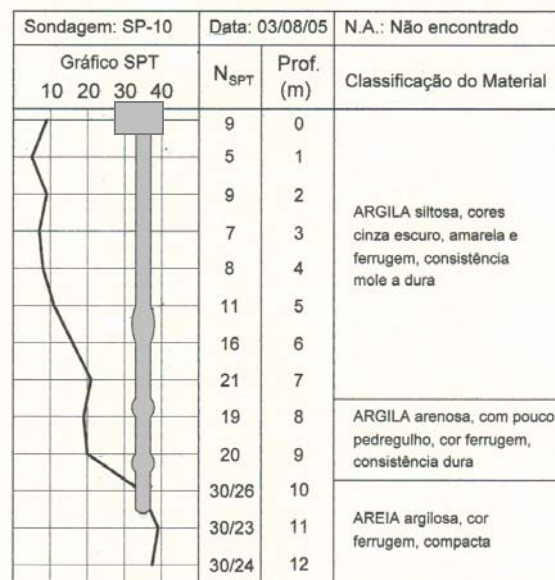 Sondagem: SP-10 Data: 03/08/05 N.A.: Não encontrado
Gráfico SPT
10 20 30 40
N_SPT
Prof.
(m)
Classificação do Material
9 0
5 1
9 2
7 3
8 4
11 5
16 6
21 7
19 8
20 9
30/26 10
30/23 11
30/24 12
ARGILA siltosa, cores
cinza escuro, amarela e
ferrugem, consistência
mole a dura
ARGILA arenosa, com pouco
pedregulho, cor ferrugem,
consistência dura
AREIA argilosa, cor
ferrugem, compacta